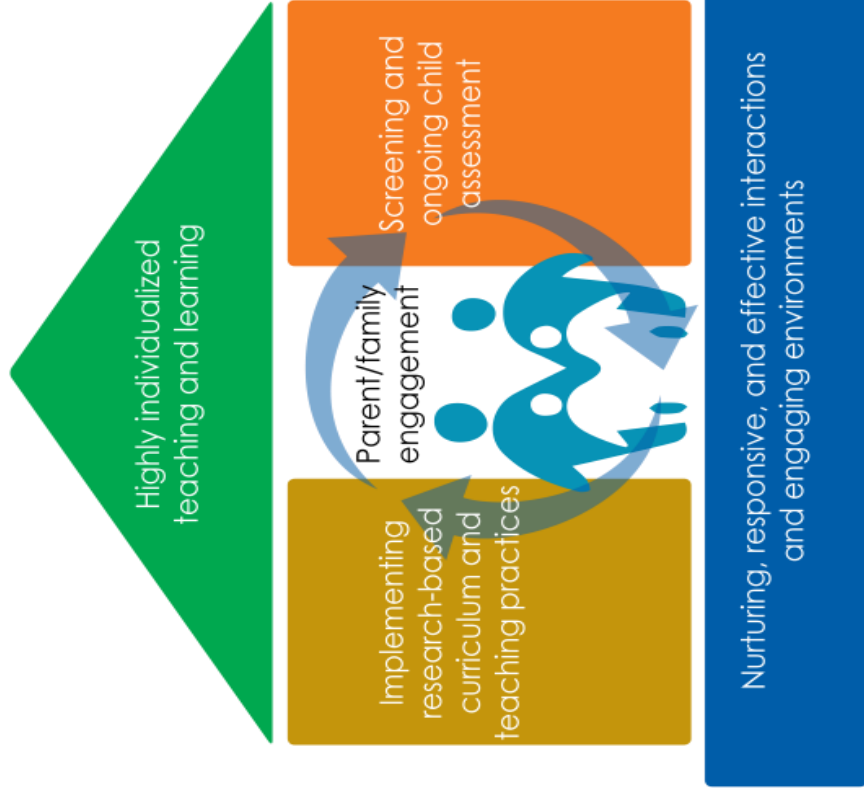 Highly individualized
teaching and learning
Implementing
research-based
curriculum and
teaching practices
Parent/family
engagement
Screening and
ongoing child
assessment
Nurturing, responsive, and effective interactions
and engaging environments